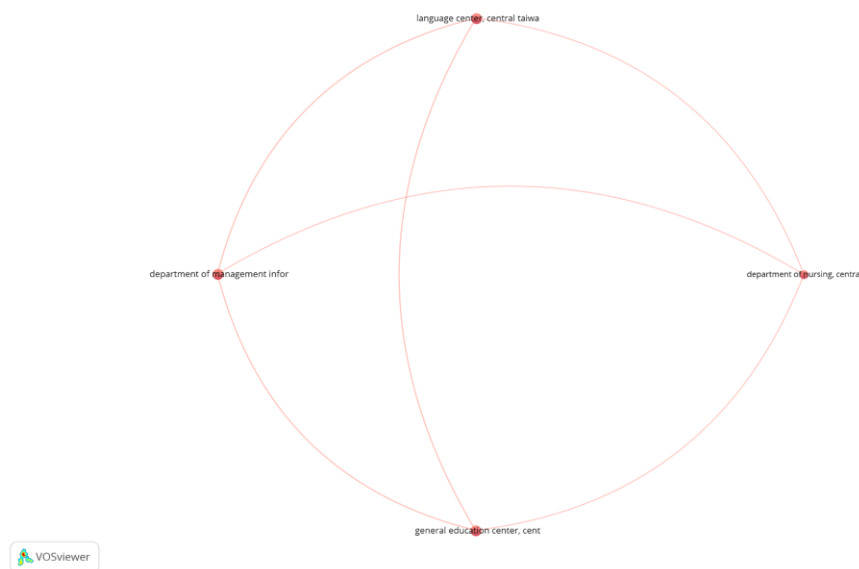 language center, central taiwa
department of management infor
department of nursing, centra
general education center, cent
VOSviewer